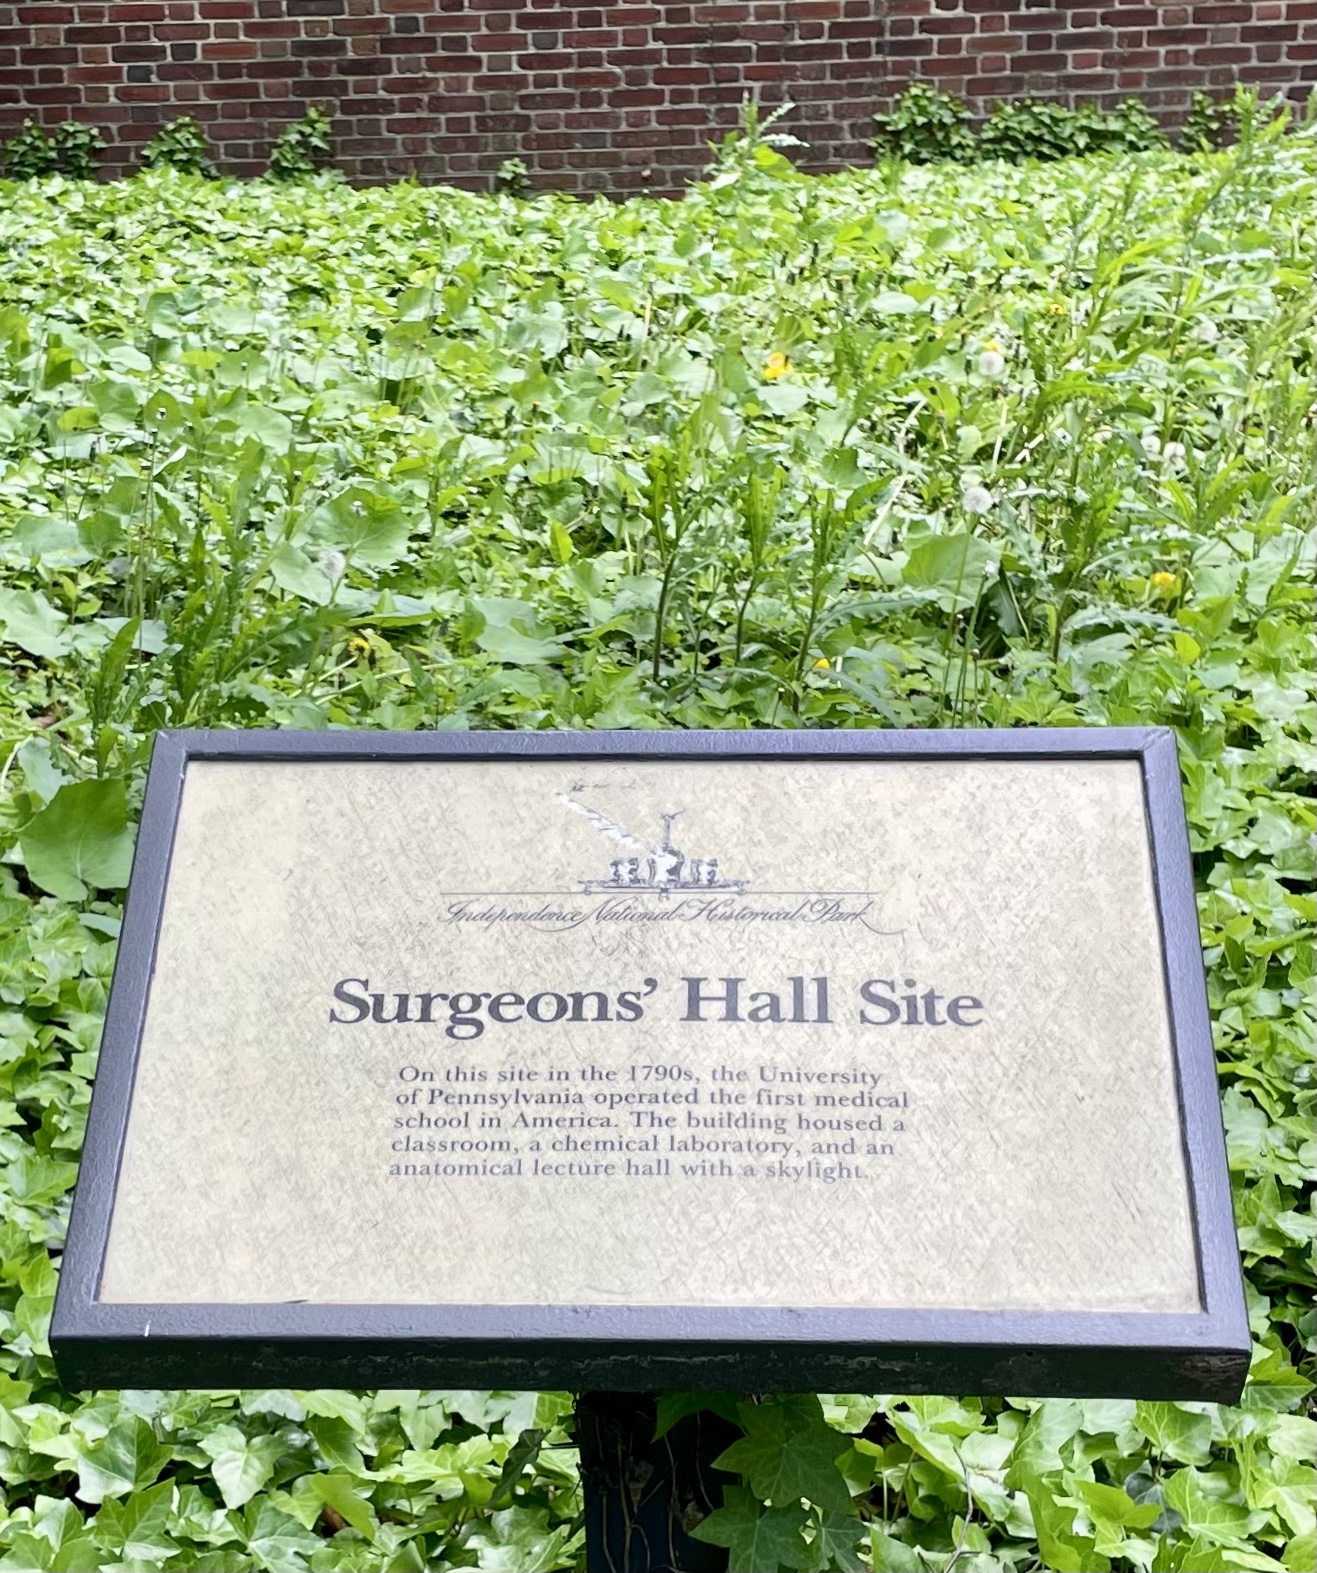 Independence National Historical Park
Surgeons’ Hall Site
On this site in the 1790s, the University
of Pennsylvania operated the first medical
school in America. The building housed a
classroom, a chemical laboratory, and an
anatomical lecture hall with a skylight.